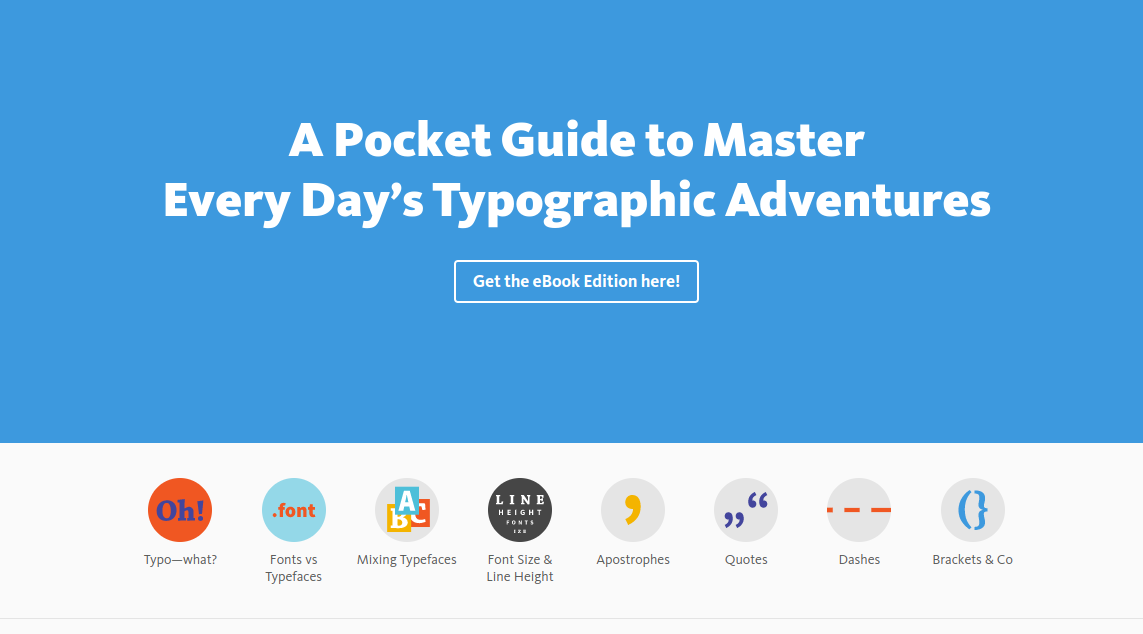 A Pocket Guide to Master
Every Day’s Typographic Adventures
Get the eBook Edition here!
Oh!
.font
A
B
C
LINE
HEIGHT
FONTS
IZE
’
„ “
(}
Typo—what?
Fonts vs
Typefaces
Mixing Typefaces
Font Size &
Line Height
Apostrophes
Quotes
Dashes
Brackets & Co